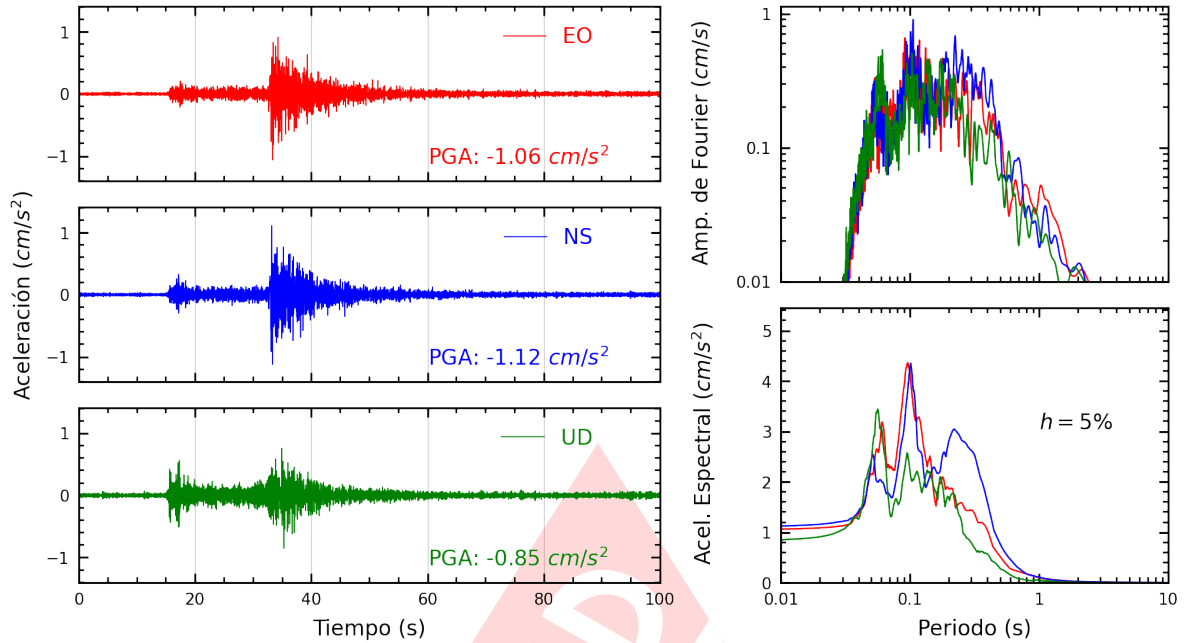 Aceleración (cm/s²)
1
0
−1
EO
PGA: -1.06 cm/s²
1
0
−1
NS
PGA: -1.12 cm/s²
1
0
−1
UD
PGA: -0.85 cm/s²
0 20 40 60 80 100
Tiempo (s)
Amp. de Fourier (cm/s)
1
0.1
0.01
Acel. Espectral (cm/s²)
5
4
3
2
1
0
h = 5%
0.01 0.1 1 10
Periodo (s)